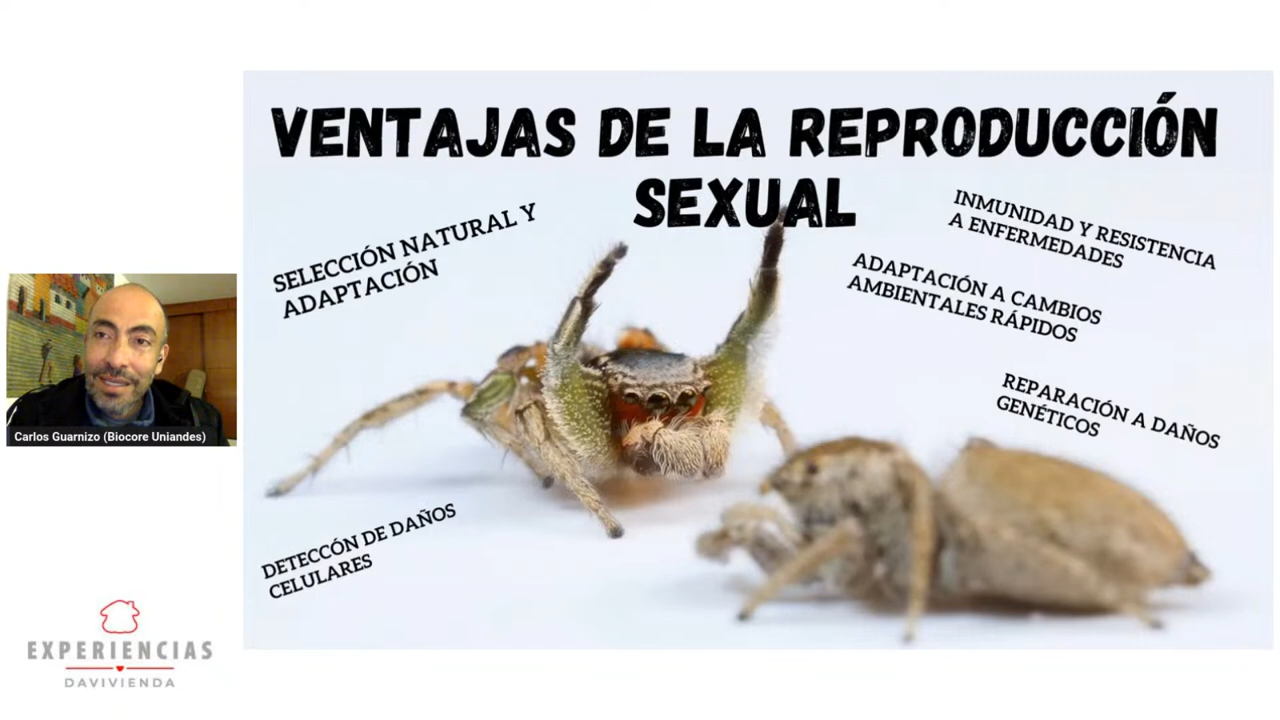 VENTAJAS DE LA REPRODUCCIÓN
SEXUAL
SELECCIÓN NATURAL Y
ADAPTACIÓN
INMUNIDAD Y RESISTENCIA
A ENFERMEDADES
ADAPTACIÓN A CAMBIOS
AMBIENTALES RÁPIDOS
REPARACIÓN A DAÑOS
GENÉTICOS
DETECCÓN DE DAÑOS
CELULARES
Carlos Guarnizo (Biocore Uniandes)
EXPERIENCIAS
DAVIVIENDA